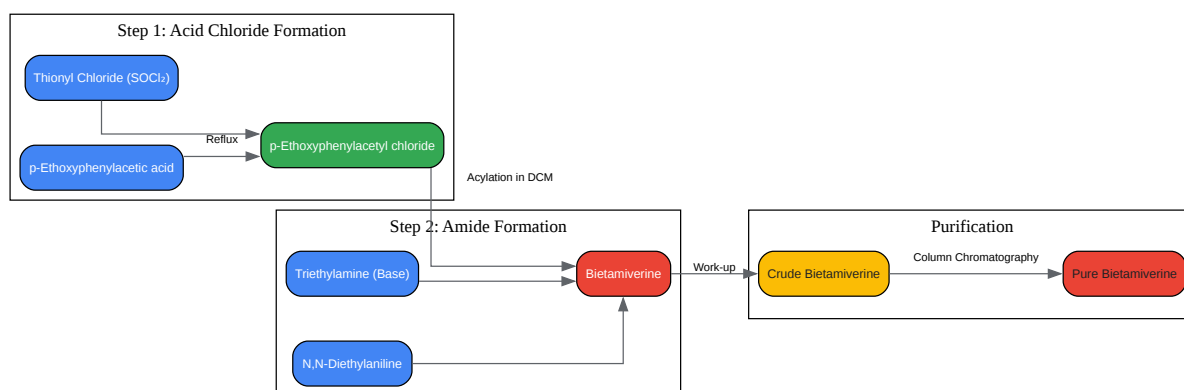 Step 1: Acid Chloride Formation
Thionyl Chloride (SOCl₂)
Reflux
p-Ethoxyphenylacetic acid
p-Ethoxyphenylacetyl chloride
Acylation in DCM
Step 2: Amide Formation
Triethylamine (Base)
N,N-Diethylaniline
Bietamiverine
Work-up
Purification
Crude Bietamiverine
Column Chromatography
Pure Bietamiverine